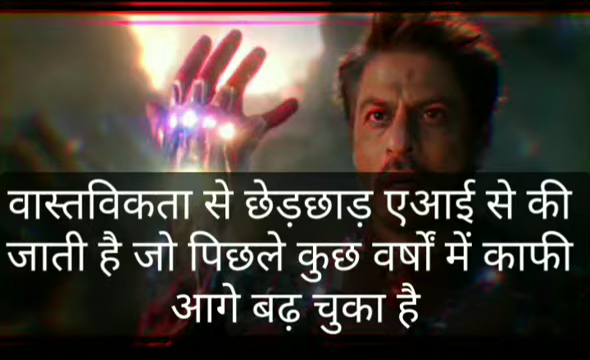 वास्तविकता से छेड़छाड़ एआई से की
जाती है जो पिछले कुछ वर्षों में काफी
आगे बढ़ चुका है